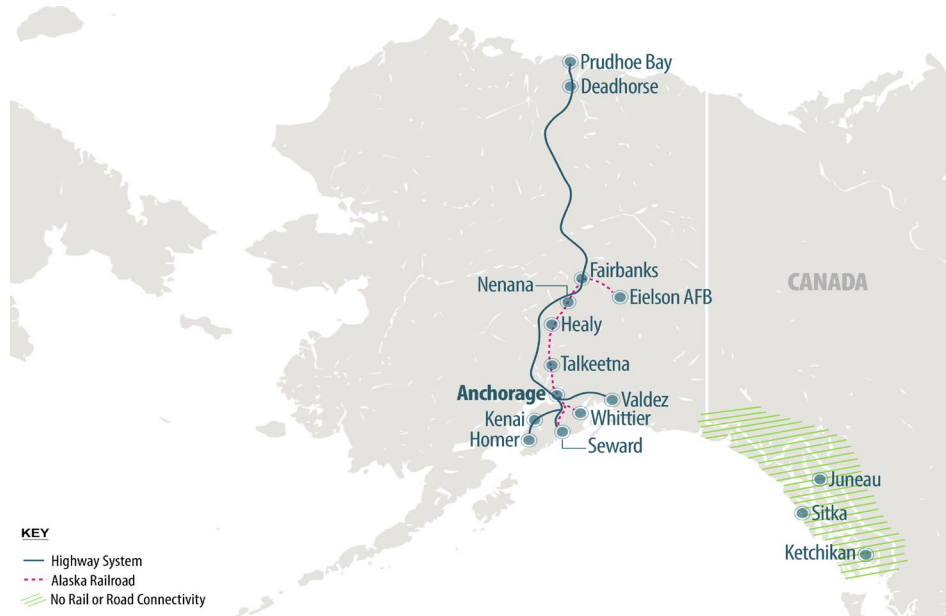 Prudhoe Bay
Deadhorse
Fairbanks
Nenana
Eielson AFB
CANADA
Healy
Talkeetna
Anchorage
Valdez
Kenai
Whittier
Homer
Seward
Juneau
Sitka
Ketchikan
KEY
Highway System
Alaska Railroad
No Rail or Road Connectivity